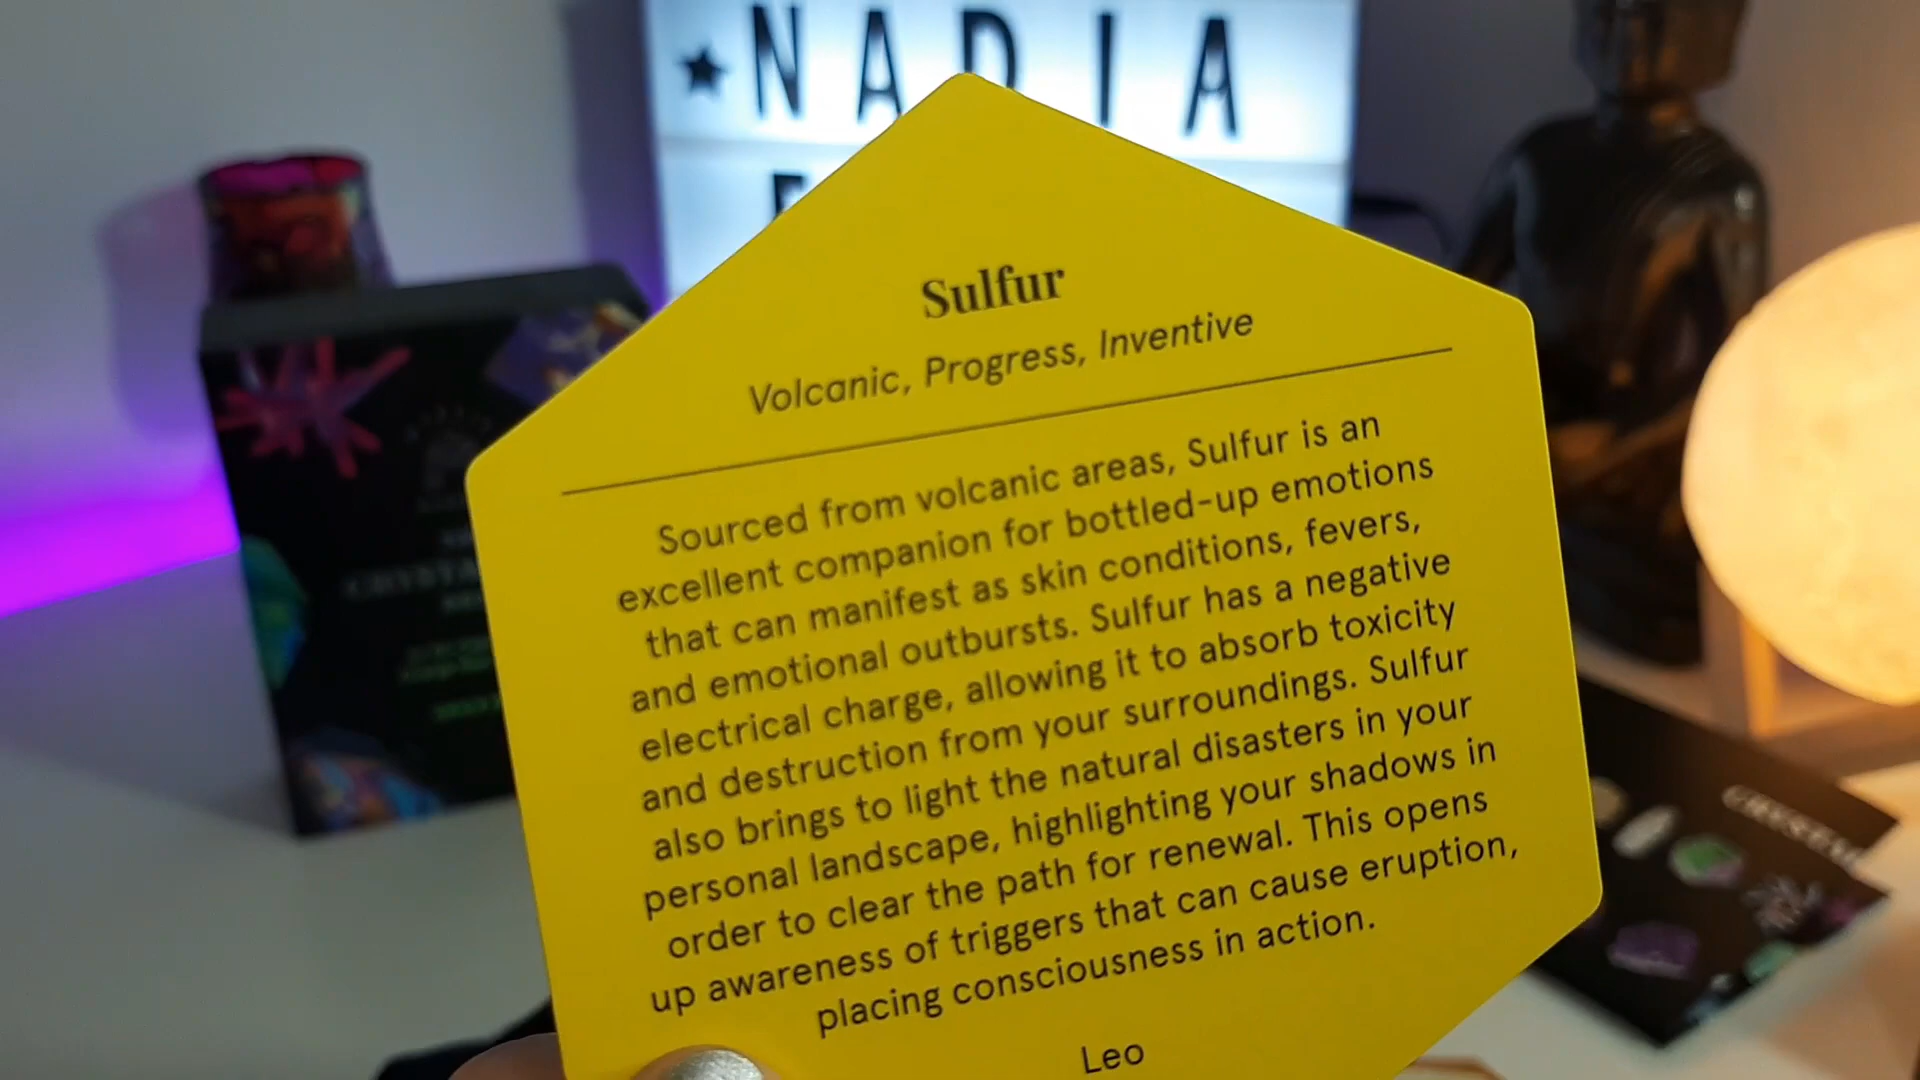 NADIA
Sulfur
Volcanic, Progress, Inventive
Sourced from volcanic areas, Sulfur is an
excellent companion for bottled-up emotions
that can manifest as skin conditions, fevers,
and emotional outbursts. Sulfur has a negative
electrical charge, allowing it to absorb toxicity
and destruction from your surroundings. Sulfur
also brings to light the natural disasters in your
personal landscape, highlighting your shadows in
order to clear the path for renewal. This opens
up awareness of triggers that can cause eruption,
placing consciousness in action.
Leo